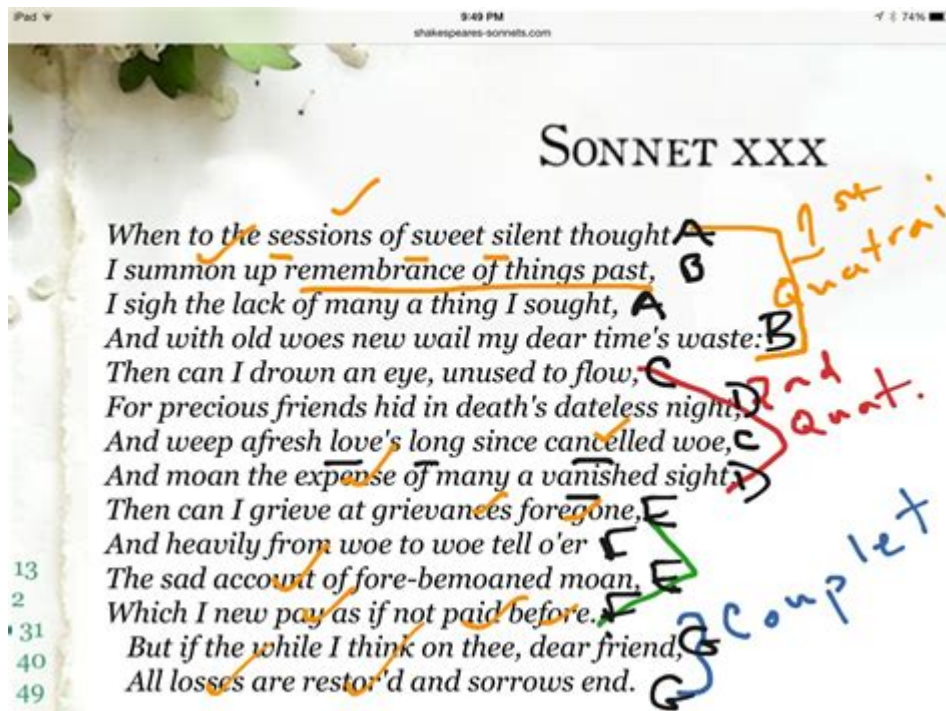 iPad 9:49 PM 74%
shakespeares-sonnets.com
SONNET XXX
1st
Quatrai
When to the sessions of sweet silent thought A
I summon up remembrance of things past, B
I sigh the lack of many a thing I sought, A
And with old woes new wail my dear time's waste: B
Then can I drown an eye, unused to flow, C
2nd
Quat.
For precious friends hid in death's dateless night, D
And weep afresh love's long since cancelled woe, C
And moan the expense of many a vanished sight D
Then can I grieve at grievances foregone, E
And heavily from woe to woe tell o'er F
13 The sad account of fore-bemoaned moan, E
2 Which I new pay as if not paid before. F
Couplet
31 But if the while I think on thee, dear friend, G
40 All losses are restor'd and sorrows end. G
49